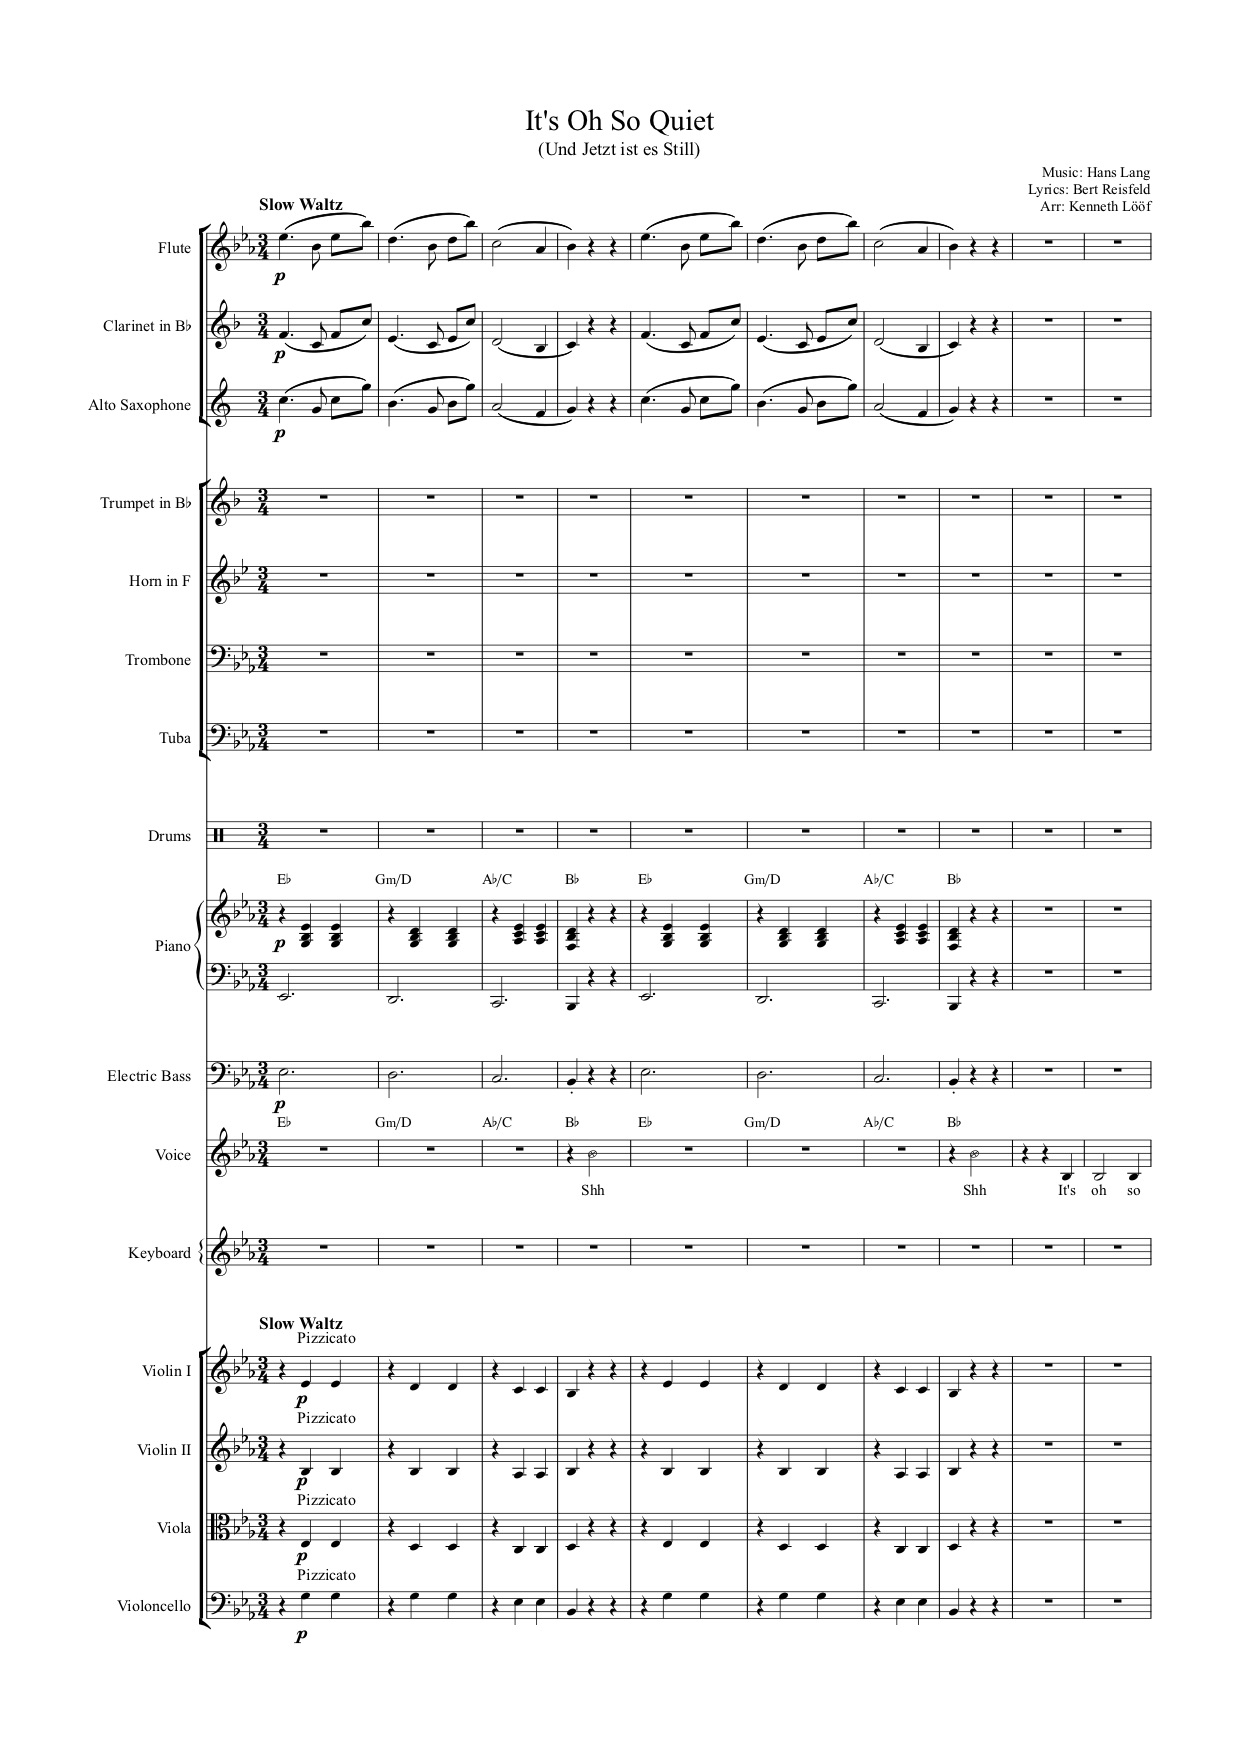 It's Oh So Quiet
(Und Jetzt ist es Still)
Music: Hans Lang
Lyrics: Bert Reisfeld
Arr: Kenneth Lööf
Slow Waltz
Flute
p
Clarinet in B♭
p
Alto Saxophone
p
Trumpet in B♭
Horn in F
Trombone
Tuba
Drums
E♭ Gm/D A♭/C B♭ E♭ Gm/D A♭/C B♭
Piano
p
Electric Bass
p
E♭ Gm/D A♭/C B♭ E♭ Gm/D A♭/C B♭
Voice
Shh Shh It's oh so
Keyboard
Slow Waltz
Pizzicato
Violin I
p
Pizzicato
Violin II
p
Pizzicato
Viola
p
Pizzicato
Violoncello
p